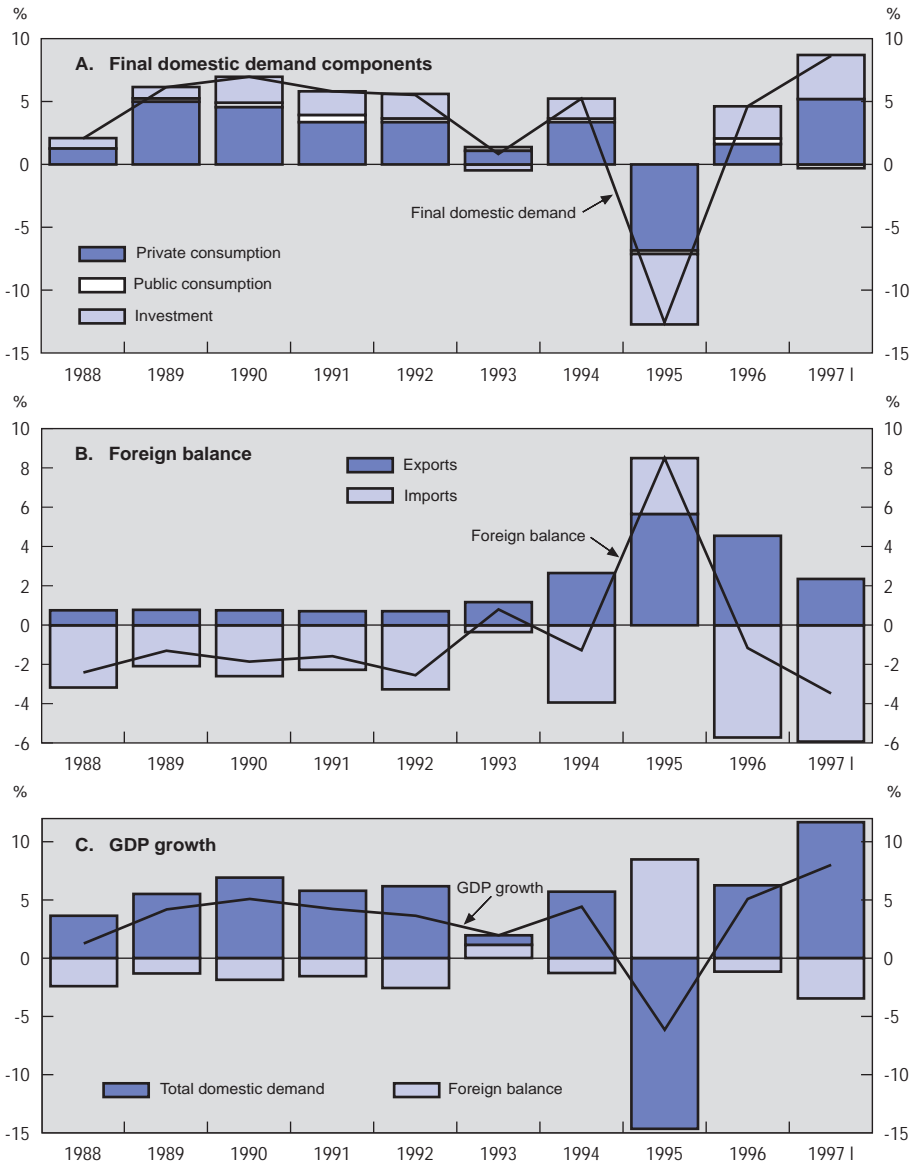 % %
10 10
A. Final domestic demand components
5 5
0 0
Final domestic demand
-5 -5
Private consumption
Public consumption
-10 -10
Investment
-15 -15
1988 1989 1990 1991 1992 1993 1994 1995 1996 1997 I
% %
10 10
B. Foreign balance
8 8
Exports
Imports
6 6
Foreign balance
4 4
2 2
0 0
-2 -2
-4 -4
-6 -6
1988 1989 1990 1991 1992 1993 1994 1995 1996 1997 I
% %
C. GDP growth
10 10
GDP growth
5 5
0 0
-5 -5
-10 -10
Total domestic demand Foreign balance
-15 -15
1988 1989 1990 1991 1992 1993 1994 1995 1996 1997 I